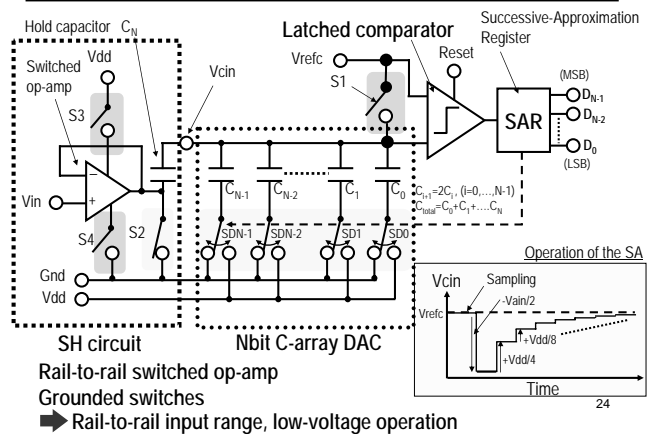 Hold capacitor C_N
Latched comparator
Successive-Approximation
Register
Vdd
Switched
op-amp
Vcin
Vrefc
Reset
S1
(MSB)
D_N-1
D_N-2
D_0
(LSB)
SAR
S3
−
+
Vin
S4
S2
C_N-1
C_N-2
C_1
C_0
C_i+1=2C_i, (i=0,...,N-1)
C_total=C_0+C_1+....C_N
SDN-1
SDN-2
SD1
SD0
Gnd
Vdd
SH circuit
Nbit C-array DAC
Operation of the SA
Vcin
Sampling
Vrefc
-Vain/2
+Vdd/8
+Vdd/4
Time
Rail-to-rail switched op-amp
Grounded switches
Rail-to-rail input range, low-voltage operation
24